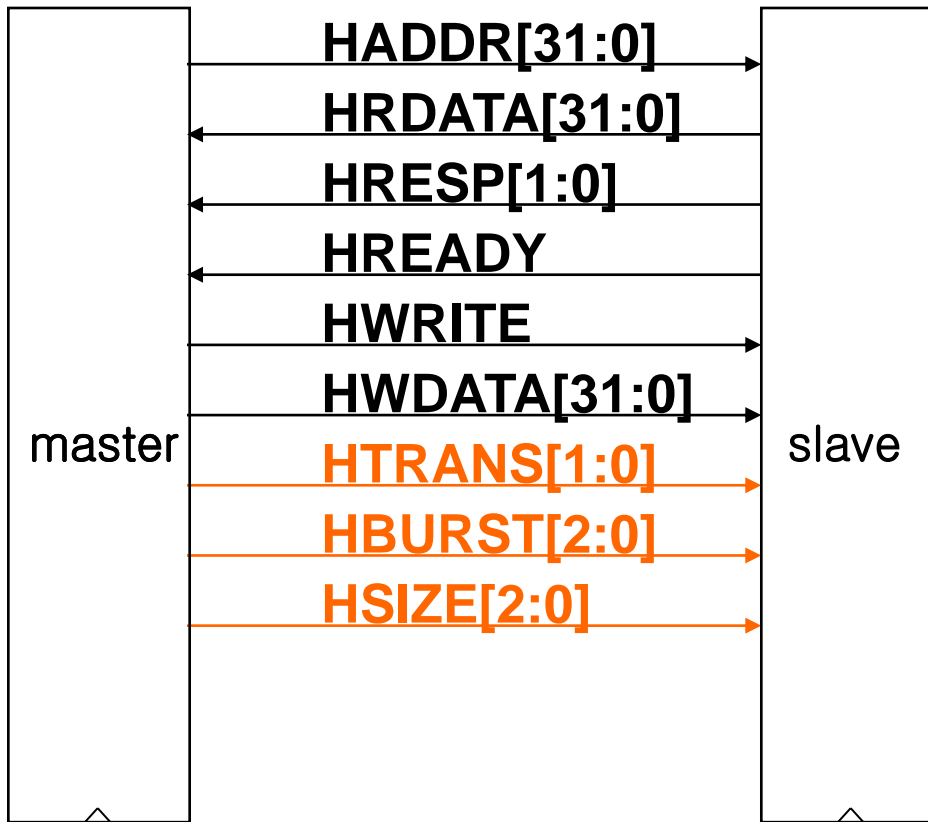 HADDR[31:0]
HRDATA[31:0]
HRESP[1:0]
HREADY
HWRITE
HWDATA[31:0]
master
slave
HTRANS[1:0]
HBURST[2:0]
HSIZE[2:0]